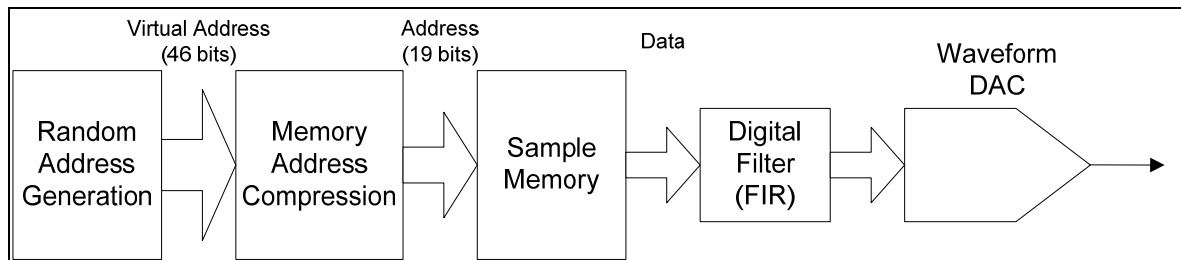 Virtual Address
(46 bits)
Address
(19 bits)
Data
Waveform
DAC
Random
Address
Generation
Memory
Address
Compression
Sample
Memory
Digital
Filter
(FIR)